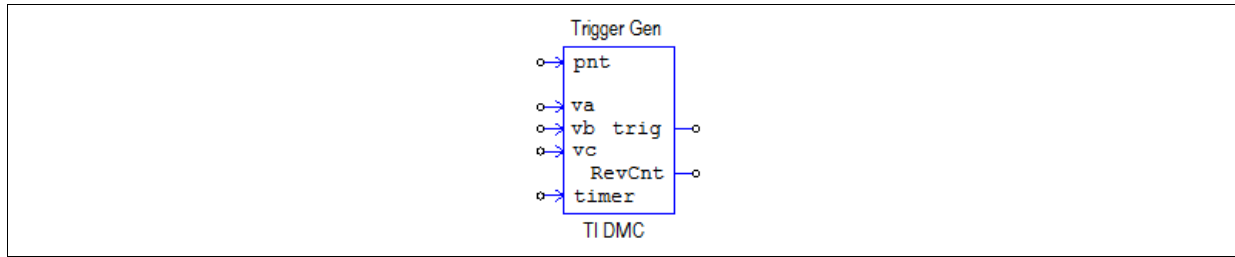 Trigger Gen
pnt
va
vb trig
vc
RevCnt
timer
TI DMC